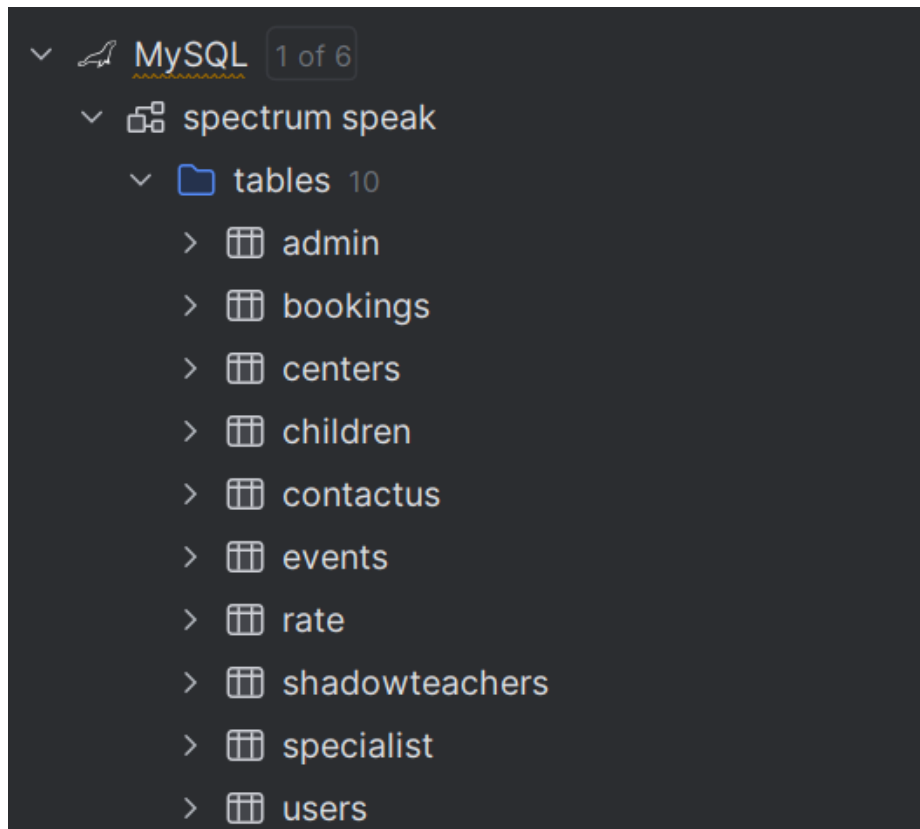 MySQL 1 of 6
spectrum speak
tables 10
admin
bookings
centers
children
contactus
events
rate
shadowteachers
specialist
users